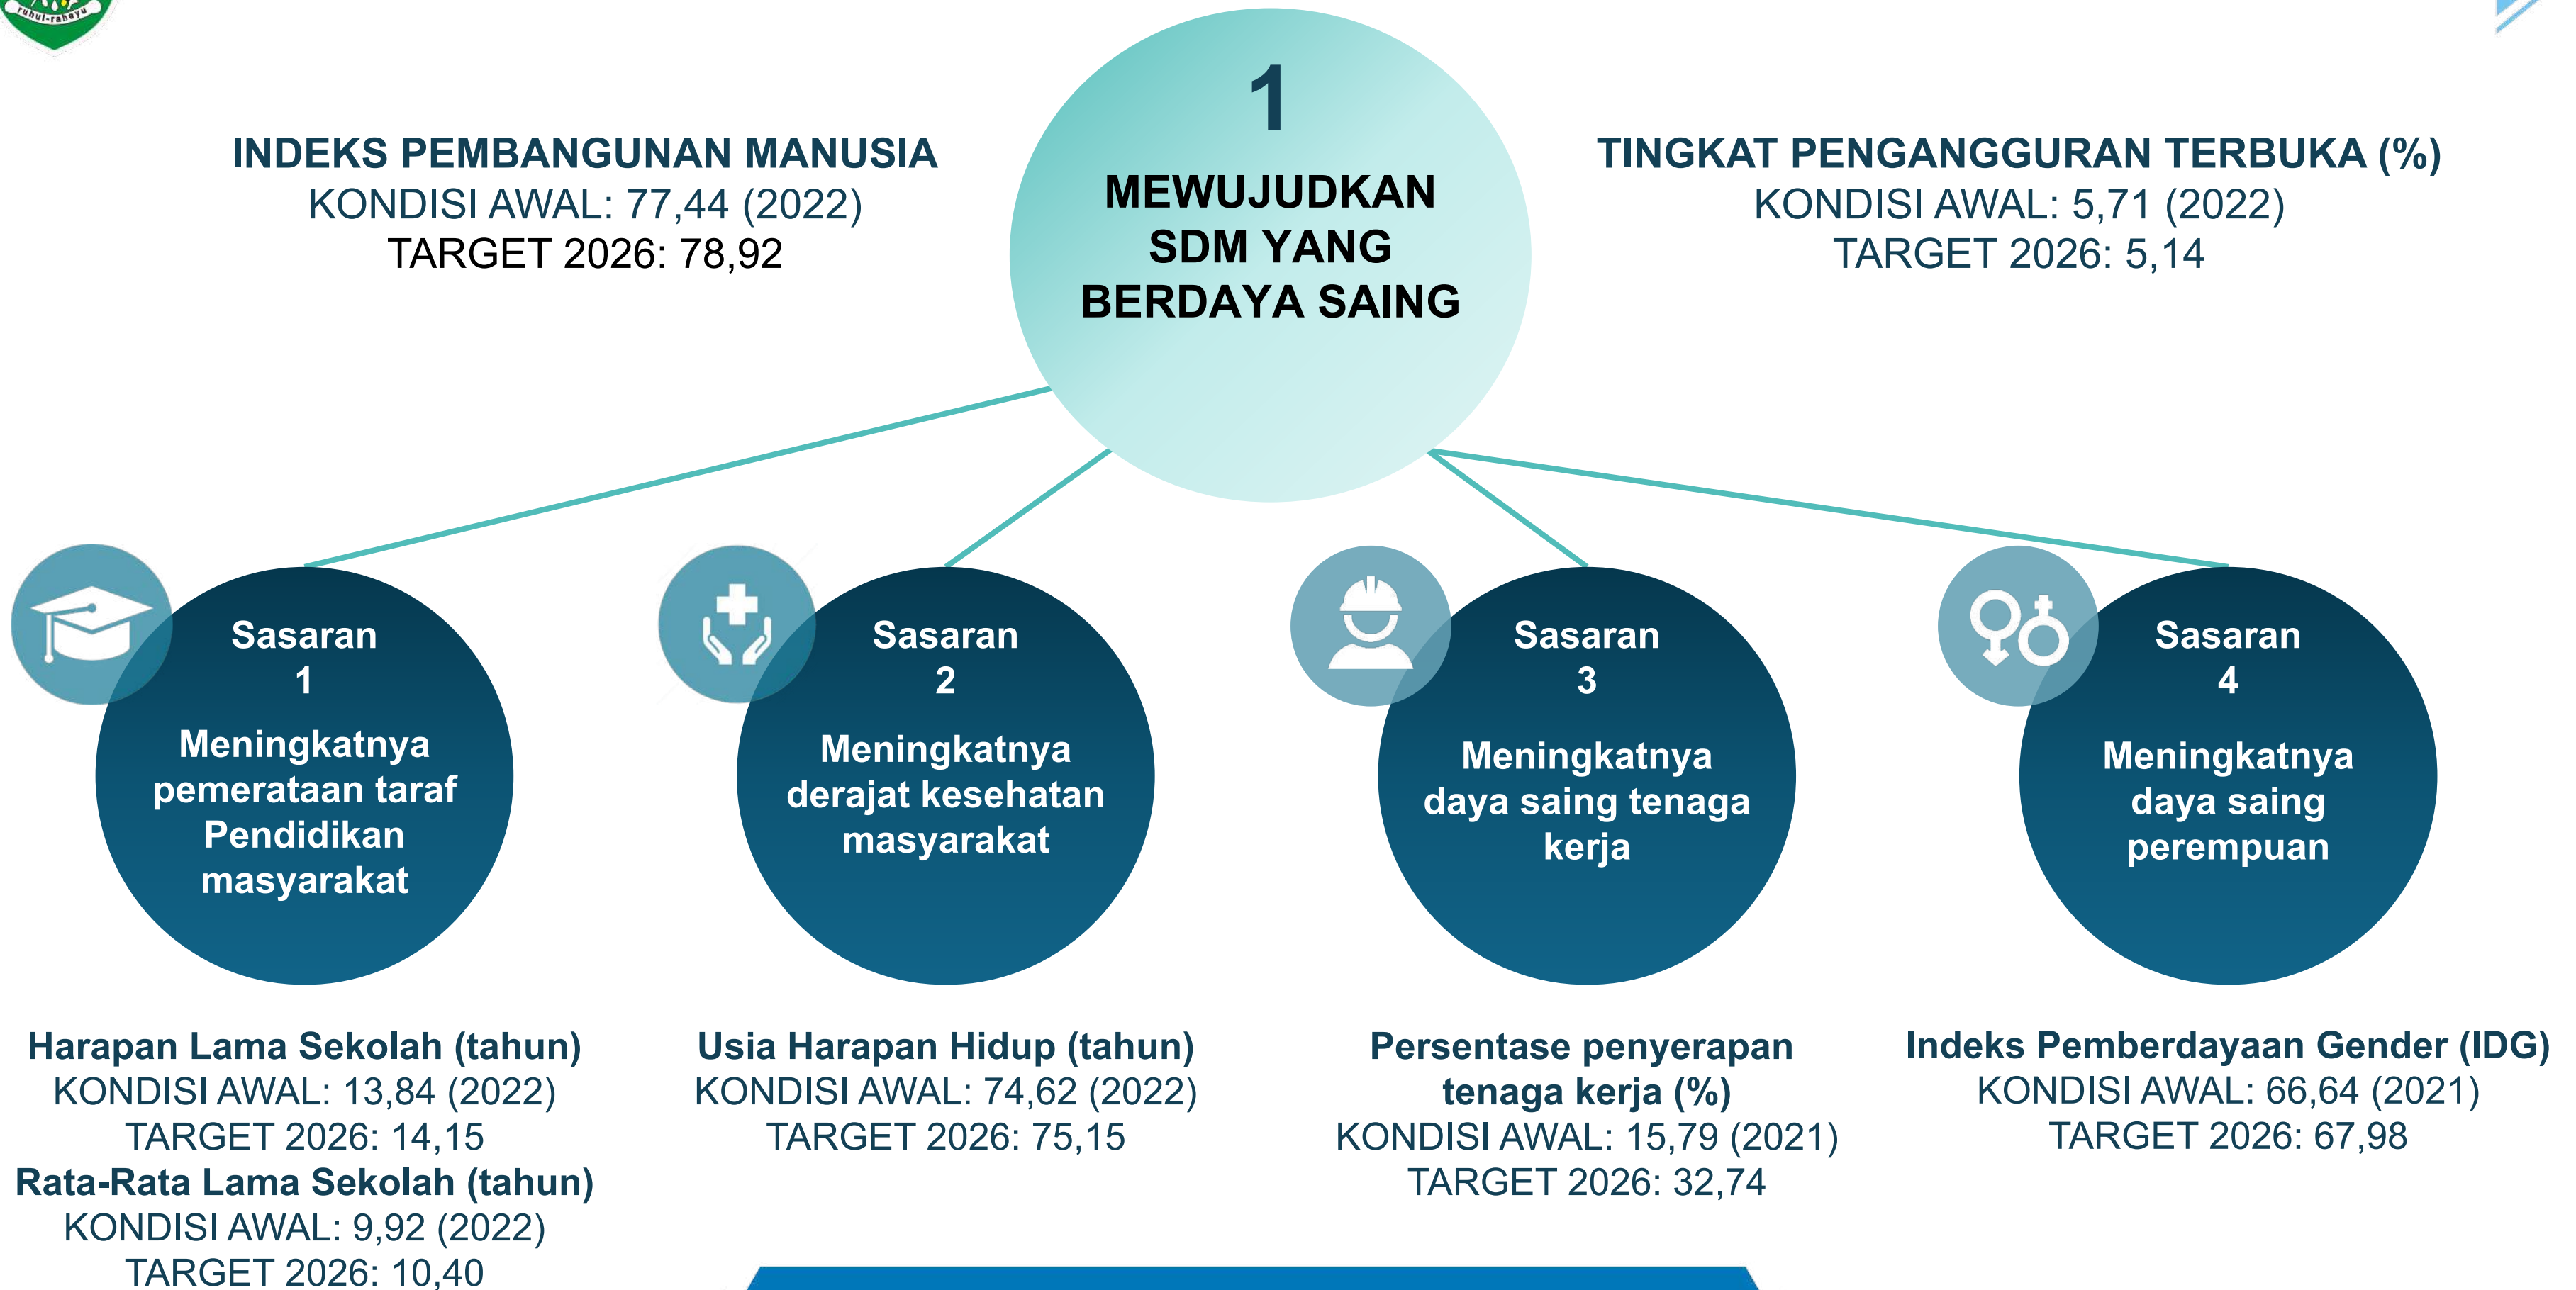 ruhul-rahayu
1
MEWUJUDKAN
SDM YANG
BERDAYA SAING
INDEKS PEMBANGUNAN MANUSIA
KONDISI AWAL: 77,44 (2022)
TARGET 2026: 78,92
TINGKAT PENGANGGURAN TERBUKA (%)
KONDISI AWAL: 5,71 (2022)
TARGET 2026: 5,14
Sasaran
1
Meningkatnya
pemerataan taraf
Pendidikan
masyarakat
Harapan Lama Sekolah (tahun)
KONDISI AWAL: 13,84 (2022)
TARGET 2026: 14,15
Rata-Rata Lama Sekolah (tahun)
KONDISI AWAL: 9,92 (2022)
TARGET 2026: 10,40
Sasaran
2
Meningkatnya
derajat kesehatan
masyarakat
Usia Harapan Hidup (tahun)
KONDISI AWAL: 74,62 (2022)
TARGET 2026: 75,15
Sasaran
3
Meningkatnya
daya saing tenaga
kerja
Persentase penyerapan
tenaga kerja (%)
KONDISI AWAL: 15,79 (2021)
TARGET 2026: 32,74
Sasaran
4
Meningkatnya
daya saing
perempuan
Indeks Pemberdayaan Gender (IDG)
KONDISI AWAL: 66,64 (2021)
TARGET 2026: 67,98